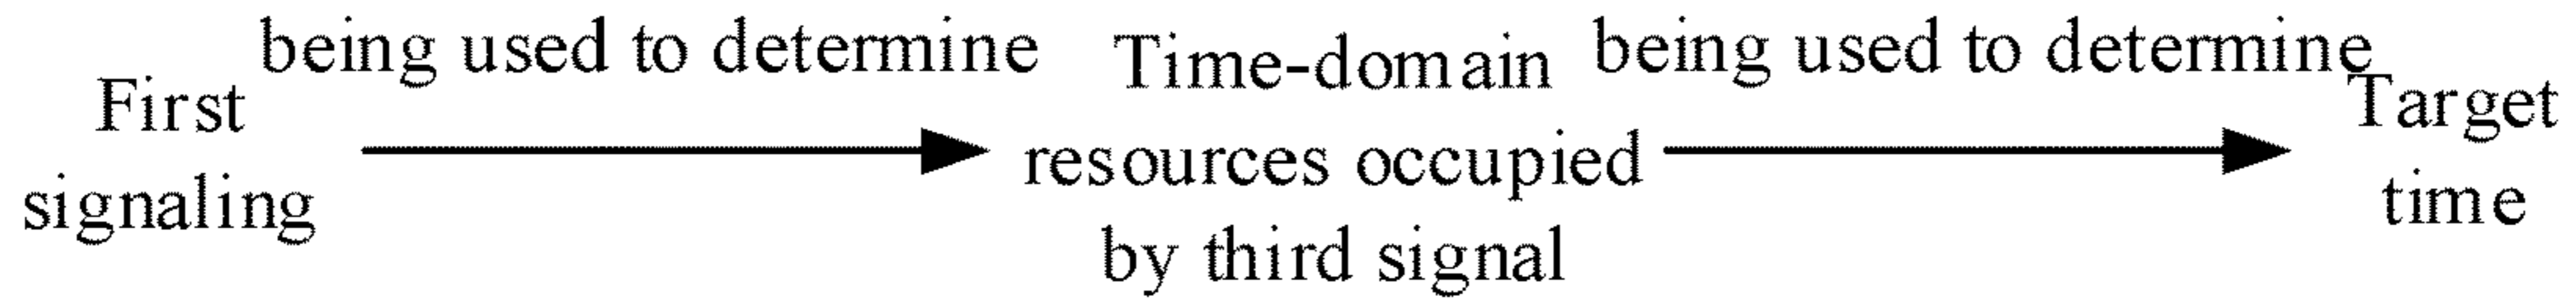 First
signaling
being used to determine
Time-domain
resources occupied
by third signal
being used to determine
Target
time